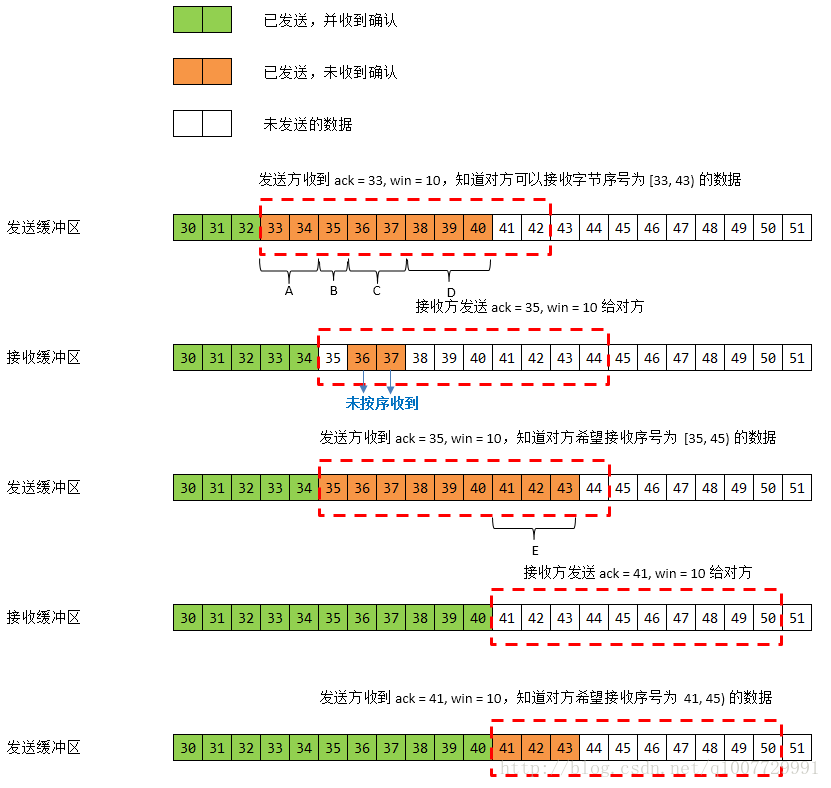 已发送，并收到确认
已发送，未收到确认
未发送的数据
发送方收到 ack = 33, win = 10，知道对方可以接收字节序号为 [33, 43) 的数据
发送缓冲区 30 31 32 33 34 35 36 37 38 39 40 41 42 43 44 45 46 47 48 49 50 51
A B C D
接收方发送 ack = 35, win = 10 给对方
接收缓冲区 30 31 32 33 34 35 36 37 38 39 40 41 42 43 44 45 46 47 48 49 50 51
未按序收到
发送方收到 ack = 35, win = 10，知道对方希望接收序号为 [35, 45) 的数据
发送缓冲区 30 31 32 33 34 35 36 37 38 39 40 41 42 43 44 45 46 47 48 49 50 51
E
接收方发送 ack = 41, win = 10 给对方
接收缓冲区 30 31 32 33 34 35 36 37 38 39 40 41 42 43 44 45 46 47 48 49 50 51
发送方收到 ack = 41, win = 10，知道对方希望接收序号为 41, 45) 的数据
发送缓冲区 30 31 32 33 34 35 36 37 38 39 40 41 42 43 44 45 46 47 48 49 50 51
http://blog.csdn.net/q1007729991